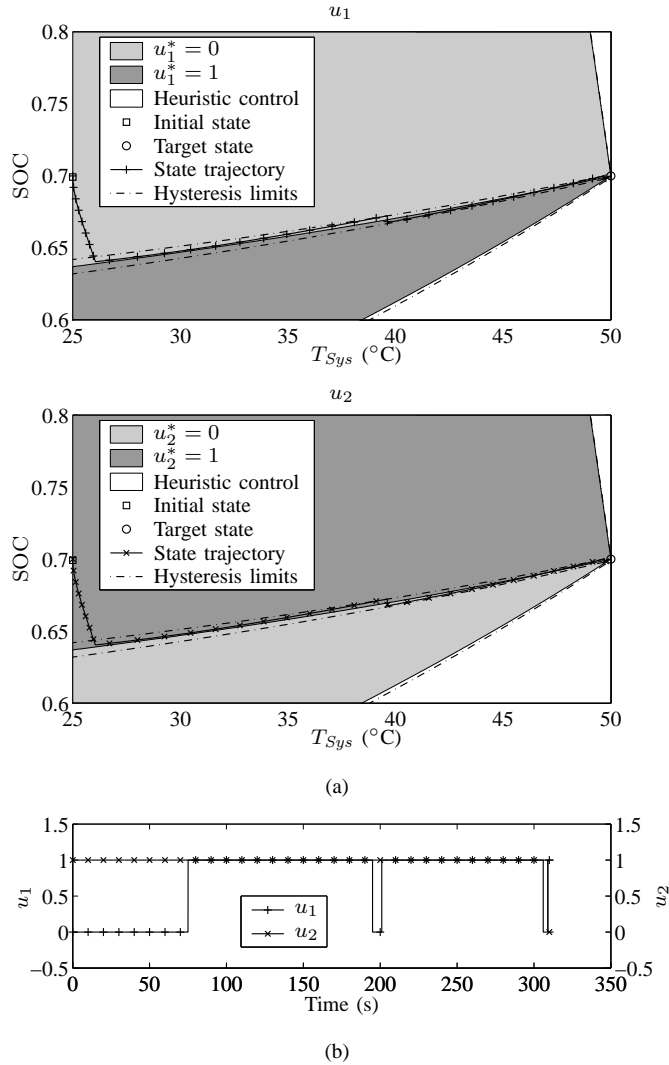 u1
0.8
0.75
0.7
0.65
0.6
SOC
u1* = 0
u1* = 1
Heuristic control
Initial state
Target state
State trajectory
Hysteresis limits
25 30 35 40 45 50
TSys (°C)
u2
0.8
0.75
0.7
0.65
0.6
SOC
u2* = 0
u2* = 1
Heuristic control
Initial state
Target state
State trajectory
Hysteresis limits
25 30 35 40 45 50
TSys (°C)
(a)
1.5
1
0.5
0
−0.5
u1
u1
u2
1.5
1
0.5
0
−0.5
u2
0 50 100 150 200 250 300 350
Time (s)
(b)